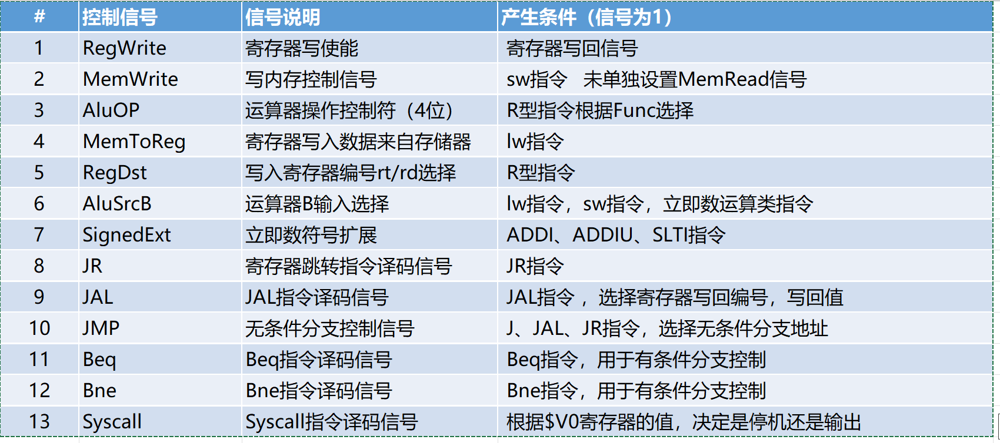 # 控制信号 信号说明 产生条件（信号为1）
1 RegWrite 寄存器写使能 寄存器写回信号
2 MemWrite 写内存控制信号 sw指令 未单独设置MemRead信号
3 AluOP 运算器操作控制符（4位） R型指令根据Func选择
4 MemToReg 寄存器写入数据来自存储器 lw指令
5 RegDst 写入寄存器编号rt/rd选择 R型指令
6 AluSrcB 运算器B输入选择 lw指令，sw指令，立即数运算类指令
7 SignedExt 立即数符号扩展 ADDI、ADDIU、SLTI指令
8 JR 寄存器跳转指令译码信号 JR指令
9 JAL JAL指令译码信号 JAL指令 ，选择寄存器写回编号，写回值
10 JMP 无条件分支控制信号 J、JAL、JR指令，选择无条件分支地址
11 Beq Beq指令译码信号 Beq指令，用于有条件分支控制
12 Bne Bne指令译码信号 Bne指令，用于有条件分支控制
13 Syscall Syscall指令译码信号 根据$V0寄存器的值，决定是停机还是输出